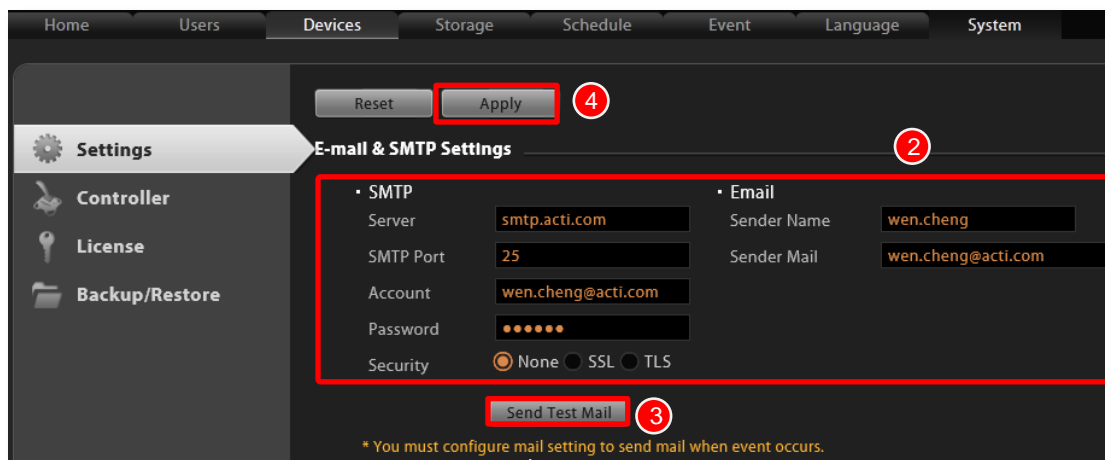 Home Users Devices Storage Schedule Event Language System
Reset Apply 4
Settings
E-mail & SMTP Settings 2
Controller
License
Backup/Restore
• SMTP
Server smtp.acti.com
SMTP Port 25
Account wen.cheng@acti.com
Password ••••••
Security None SSL TLS
• Email
Sender Name wen.cheng
Sender Mail wen.cheng@acti.com
Send Test Mail 3
* You must configure mail setting to send mail when event occurs.